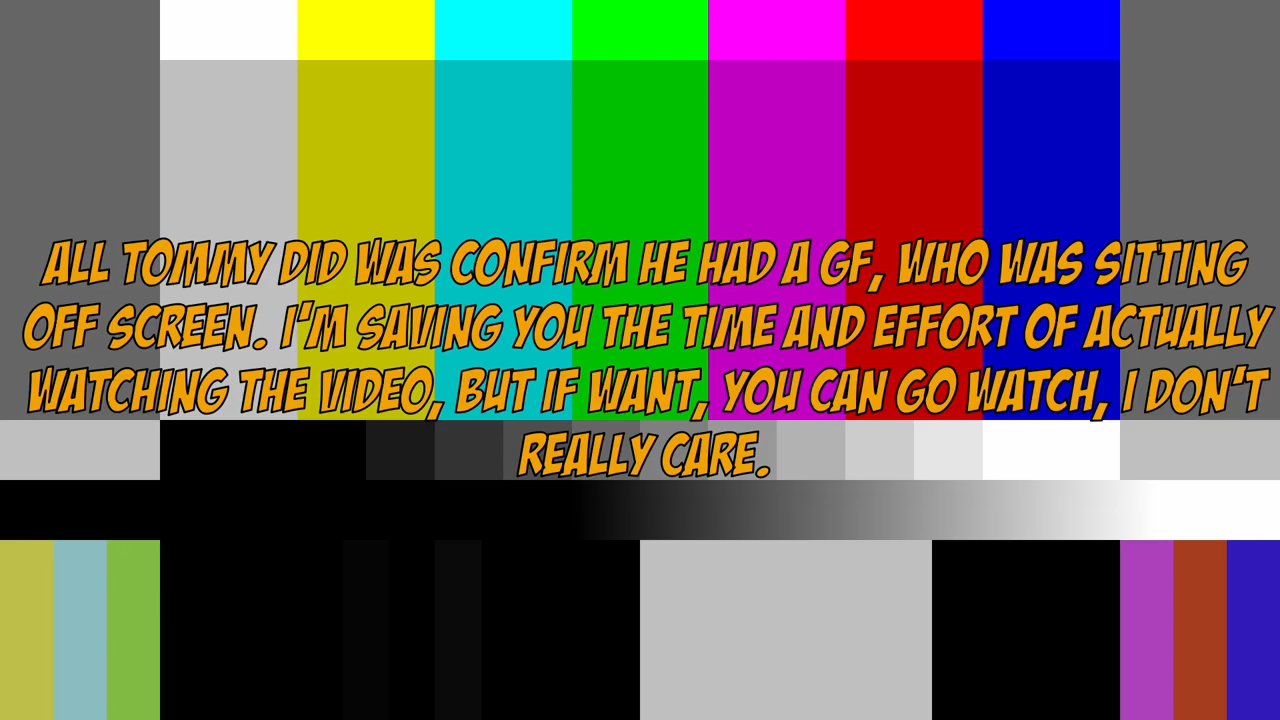 ALL TOMMY DID WAS CONFIRM HE HAD A GF, WHO WAS SITTING
OFF SCREEN. I'M SAVING YOU THE TIME AND EFFORT OF ACTUALLY
WATCHING THE VIDEO, BUT IF WANT, YOU CAN GO WATCH, I DON'T
REALLY CARE.